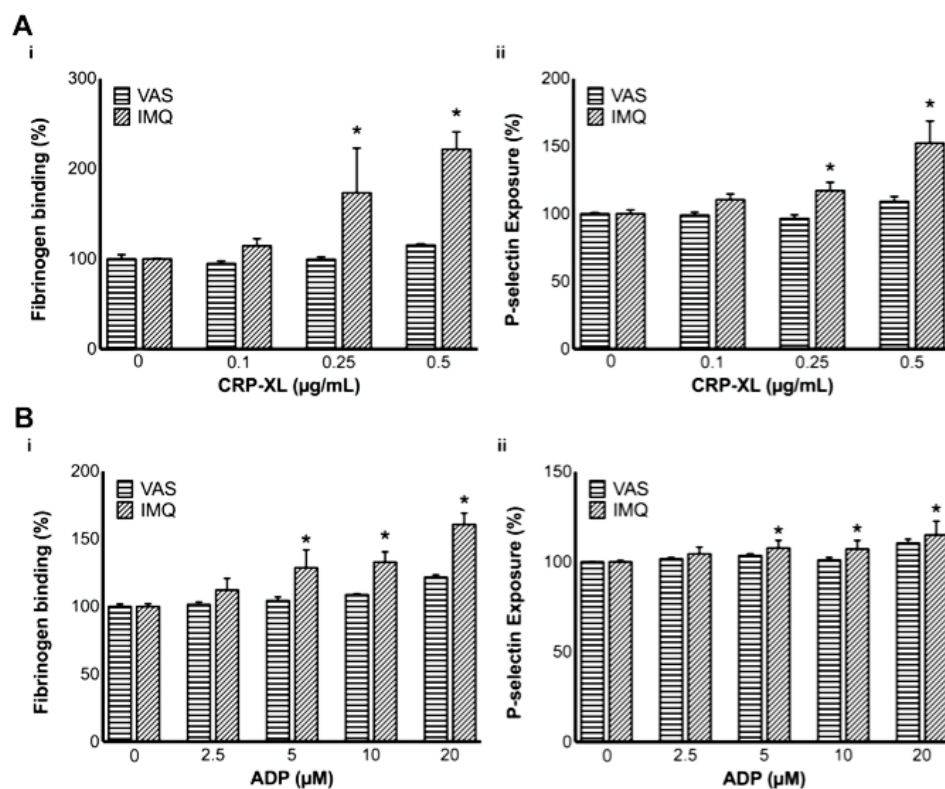 A
i
300
200
100
0
Fibrinogen binding (%)
VAS
IMQ
*
*
0
0.1
0.25
0.5
CRP-XL (µg/mL)
ii
200
150
100
50
0
P-selectin Exposure (%)
VAS
IMQ
*
*
0
0.1
0.25
0.5
CRP-XL (µg/mL)
B
i
200
150
100
50
0
Fibrinogen binding (%)
VAS
IMQ
*
*
*
0
2.5
5
10
20
ADP (µM)
ii
150
100
50
0
P-selectin Exposure (%)
VAS
IMQ
*
*
*
0
2.5
5
10
20
ADP (µM)